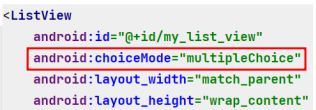 <ListView
android:id="@+id/my_list_view"
android:choiceMode="multipleChoice"
android:layout_width="match_parent"
android:layout_height="wrap_content"